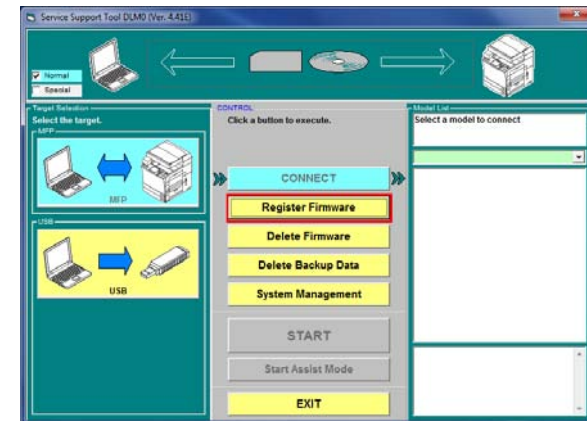 Service Support Tool DLM0 (Ver. 4.41E)
Normal
Special
Target Selection
Select the target.
MFP
MFP
USB
USB
CONTROL
Click a button to execute.
CONNECT
Register Firmware
Delete Firmware
Delete Backup Data
System Management
START
Start Assist Mode
EXIT
Model List
Select a model to connect